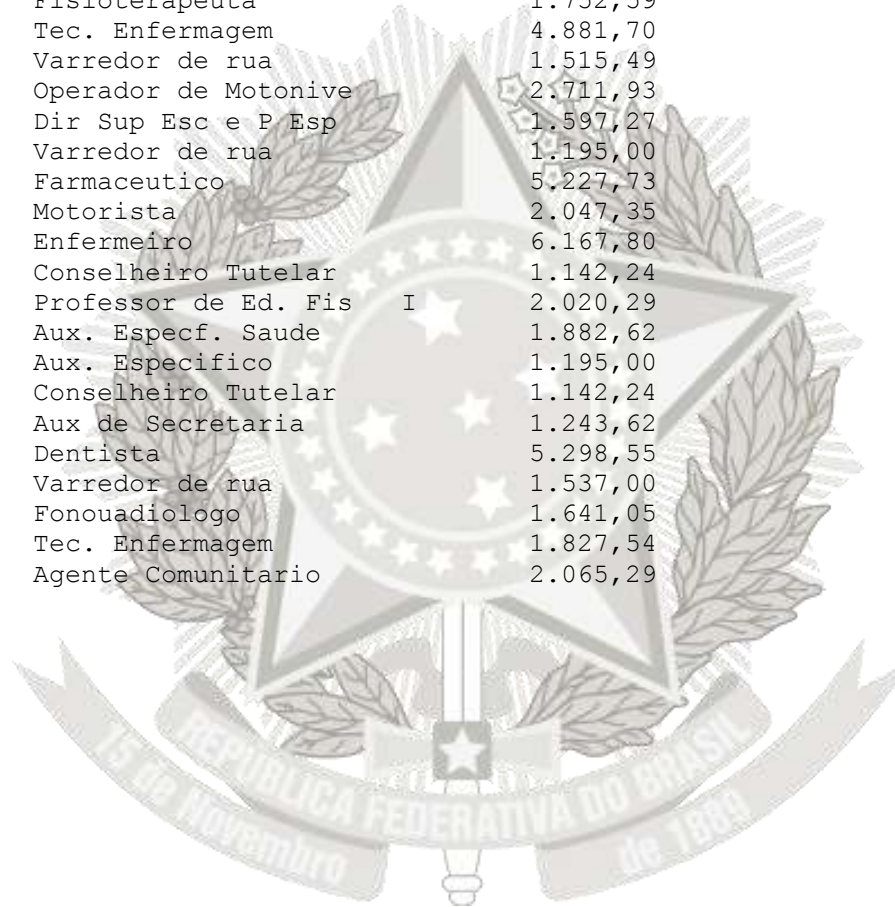 Fisioterapeuta 1.752,59
Tec. Enfermagem 4.881,70
Varredor de rua 1.515,49
Operador de Motonive 2.711,93
Dir Sup Esc e P Esp 1.597,27
Varredor de rua 1.195,00
Farmaceutico 5.227,73
Motorista 2.047,35
Enfermeiro 6.167,80
Conselheiro Tutelar 1.142,24
Professor de Ed. Fis I 2.020,29
Aux. Especf. Saude 1.882,62
Aux. Especifico 1.195,00
Conselheiro Tutelar 1.142,24
Aux de Secretaria 1.243,62
Dentista 5.298,55
Varredor de rua 1.537,00
Fonouadiologo 1.641,05
Tec. Enfermagem 1.827,54
Agente Comunitario 2.065,29
REPÚBLICA FEDERATIVA DO BRASIL
15 de Novembro de 1889